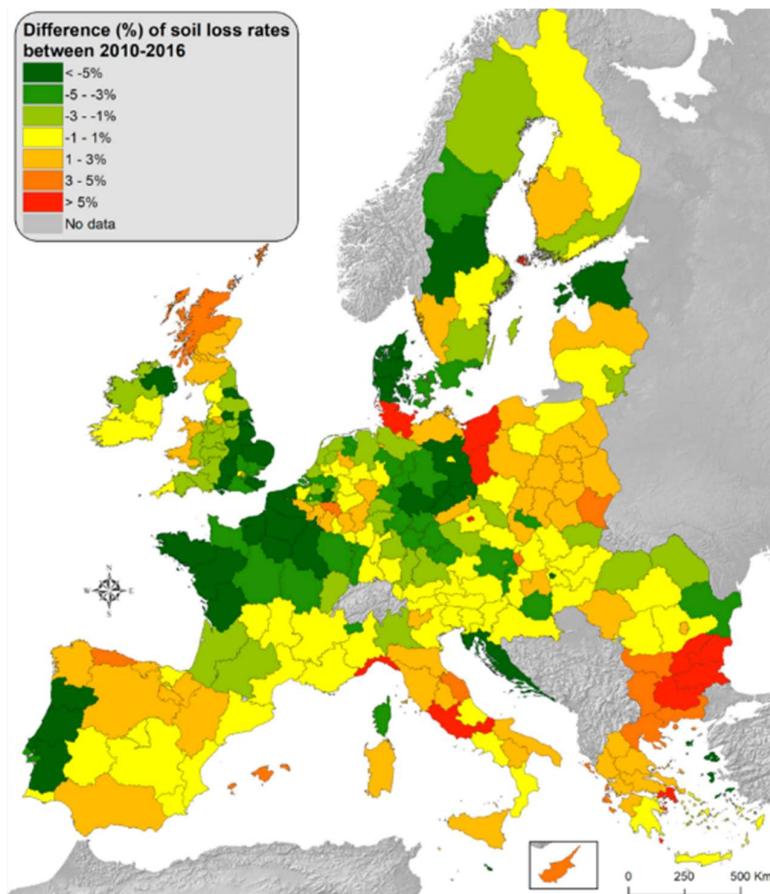 Difference (%) of soil loss rates
between 2010-2016
< -5%
-5 - -3%
-3 - -1%
-1 - 1%
1 - 3%
3 - 5%
> 5%
No data
N
W E
S
0 250 500 Km